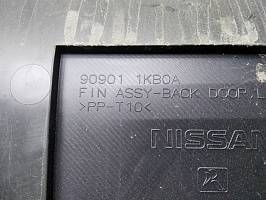 90901 1KB0A
FIN ASSY-BACK DOOR,L
>PP-T10<
NISSAN